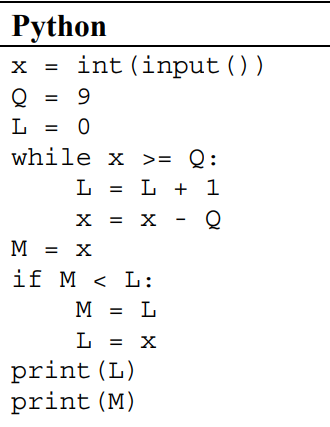 Python
x = int(input())
Q = 9
L = 0
while x >= Q:
    L = L + 1
    x = x - Q
M = x
if M < L:
    M = L
    L = x
print(L)
print(M)